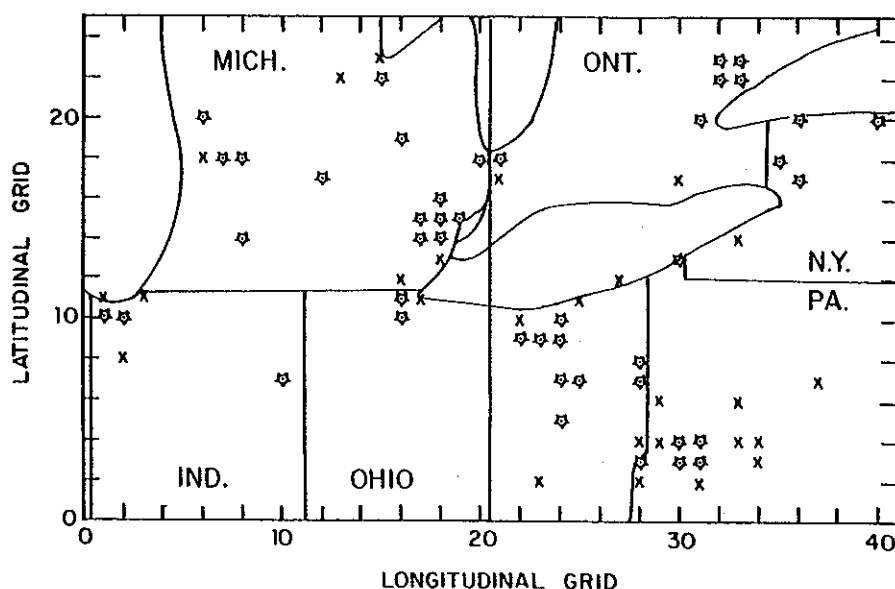 MICH.
ONT.
20
LATITUDINAL GRID
N.Y.
10
PA.
IND.
OHIO
0
0 10 20 30 40
LONGITUDINAL GRID